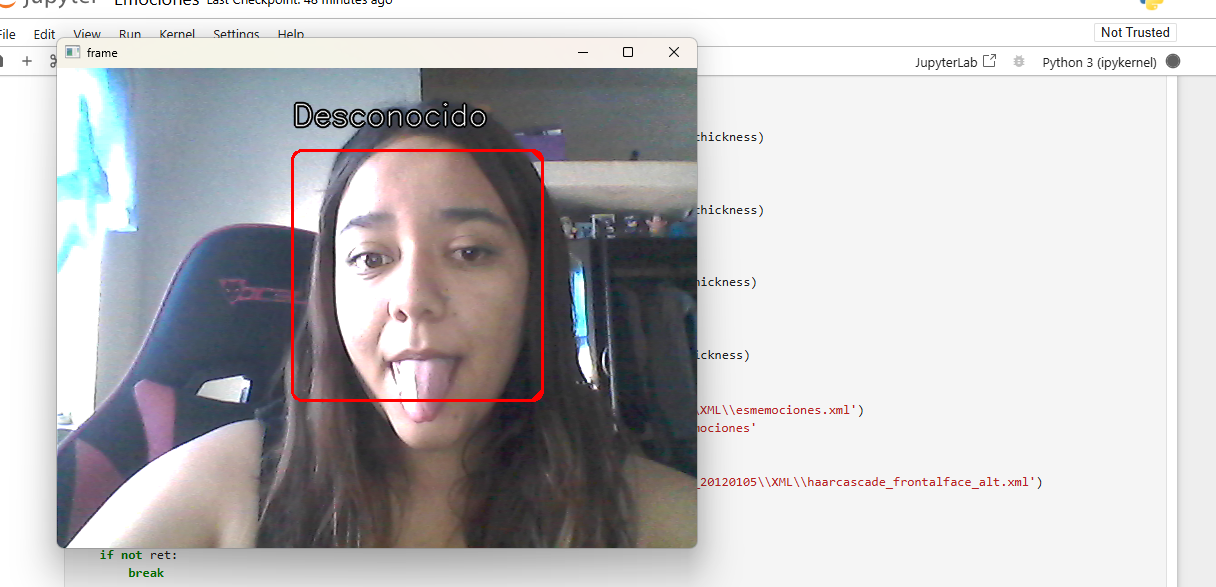 Jupyter Emociones Last Checkpoint: 48 minutes ago
File Edit View Run Kernel Settings Help
Not Trusted
frame
JupyterLab
Python 3 (ipykernel)
Desconocido
thickness)
thickness)
hickness)
ickness)
XML\\esmemociones.xml')
mociones'
_20120105\\XML\\haarcascade_frontalface_alt.xml')
if not ret:
break